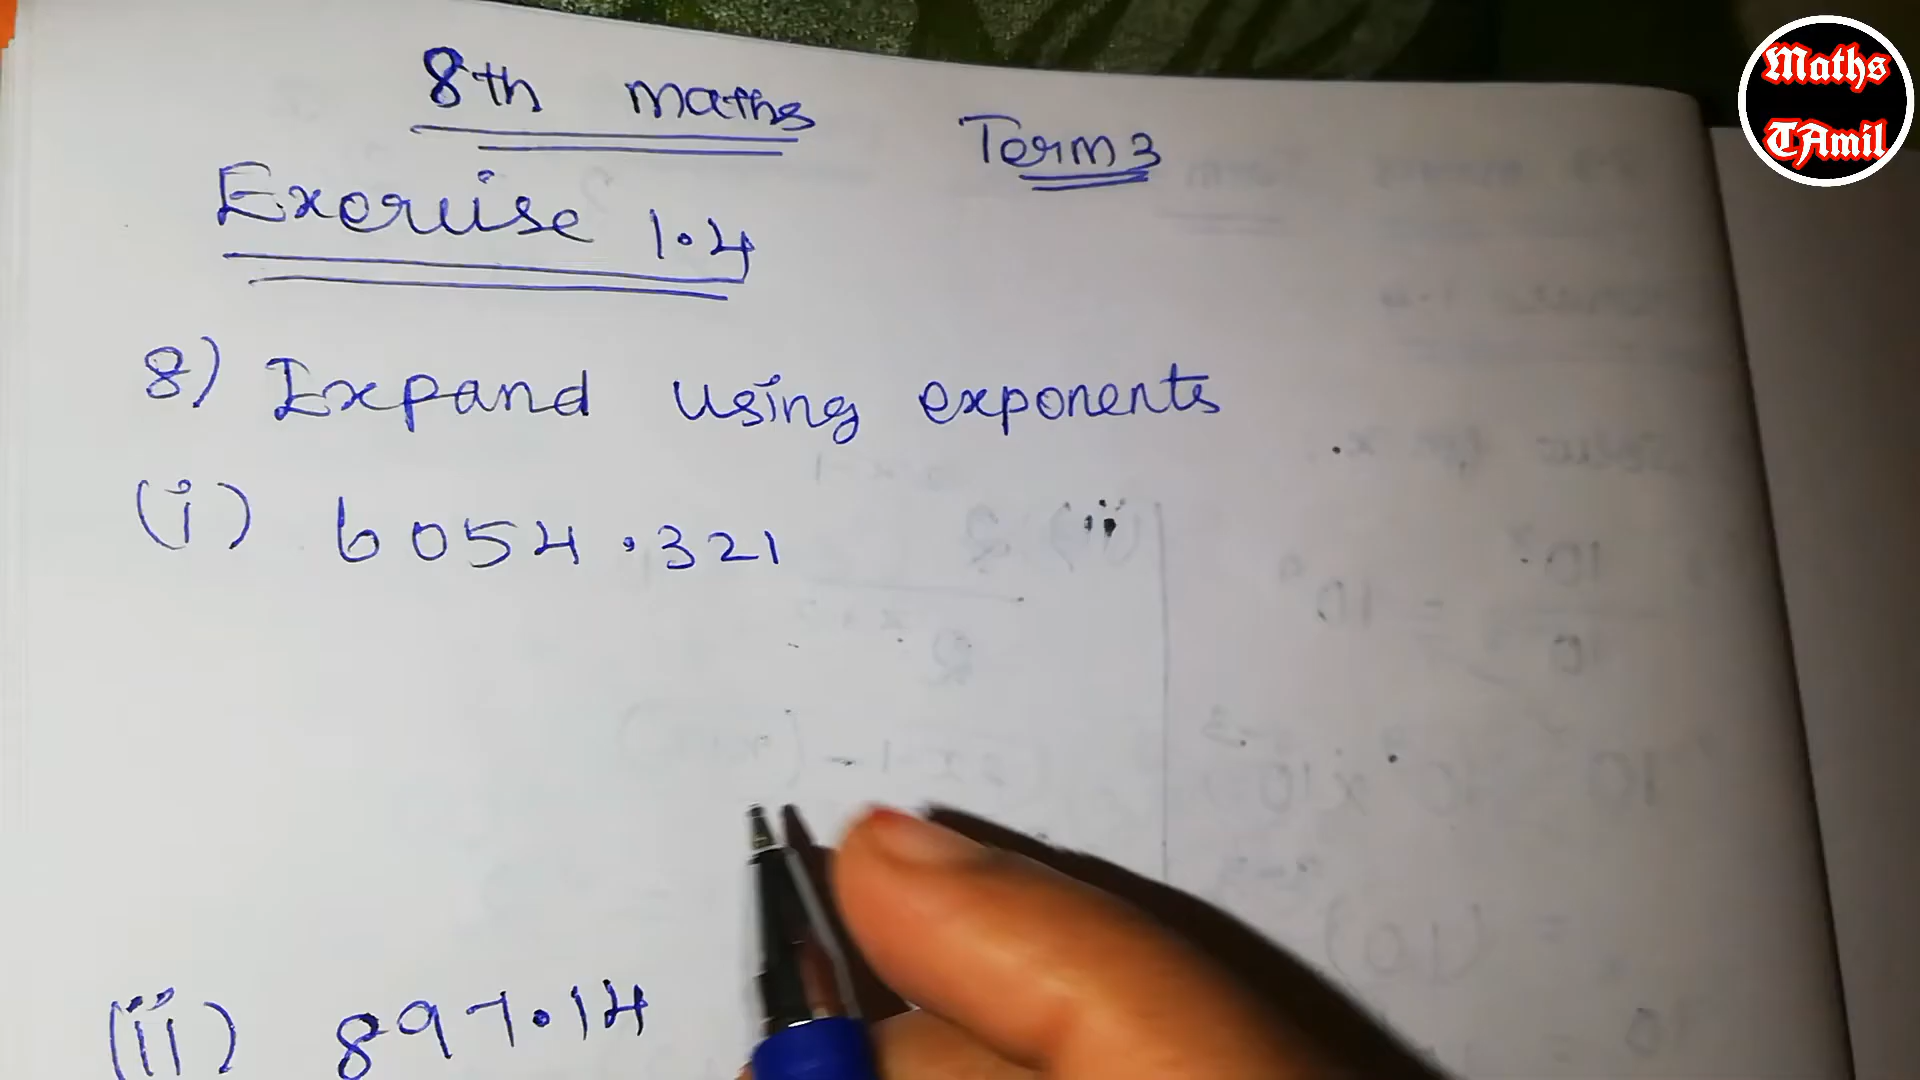 8th maths
Term 3
Exercise 1.4
8) Expand using exponents
(i) 6054.321
(ii) 897.14
Maths
TAmil